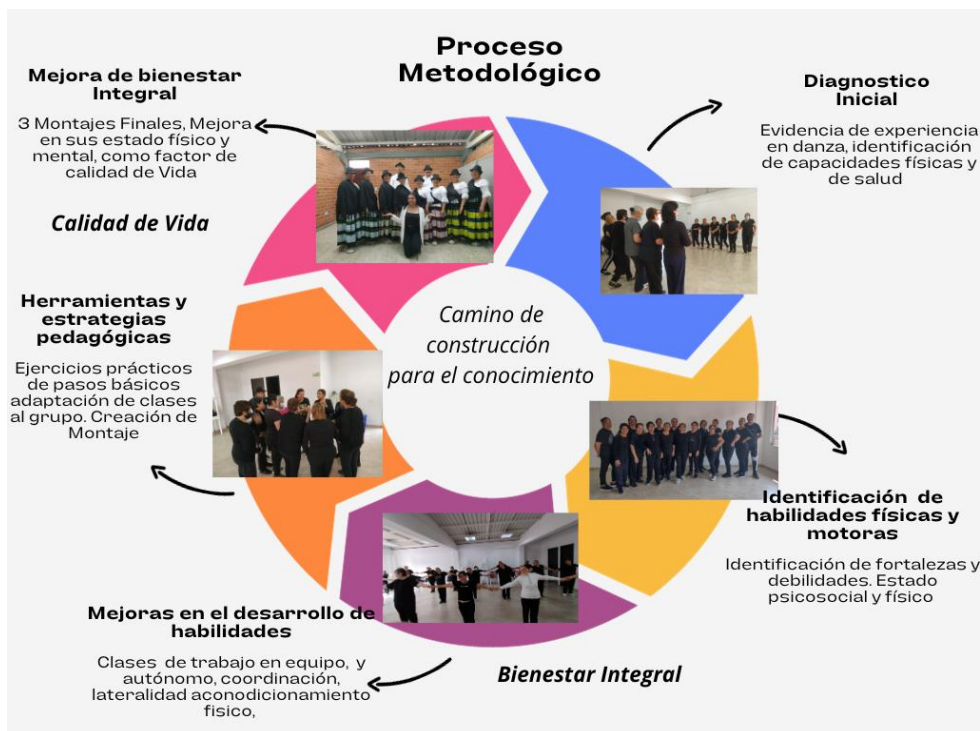 Proceso
Metodológico
Diagnostico
Inicial
Evidencia de experiencia
en danza, identificación
de capacidades físicas y
de salud
Identificación de
habilidades físicas y
motoras
Identificación de fortalezas y
debilidades. Estado
psicosocial y físico
Bienestar Integral
Mejoras en el desarrollo de
habilidades
Clases de trabajo en equipo, y
autónomo, coordinación,
lateralidad aconodicionamiento
fisico,
Herramientas y
estrategias
pedagógicas
Ejercicios prácticos
de pasos básicos
adaptación de clases
al grupo. Creación de
Montaje
Mejora de bienestar
Integral
3 Montajes Finales, Mejora
en sus estado físico y
mental, como factor de
calidad de Vida
Calidad de Vida
Camino de
construcción
para el conocimiento